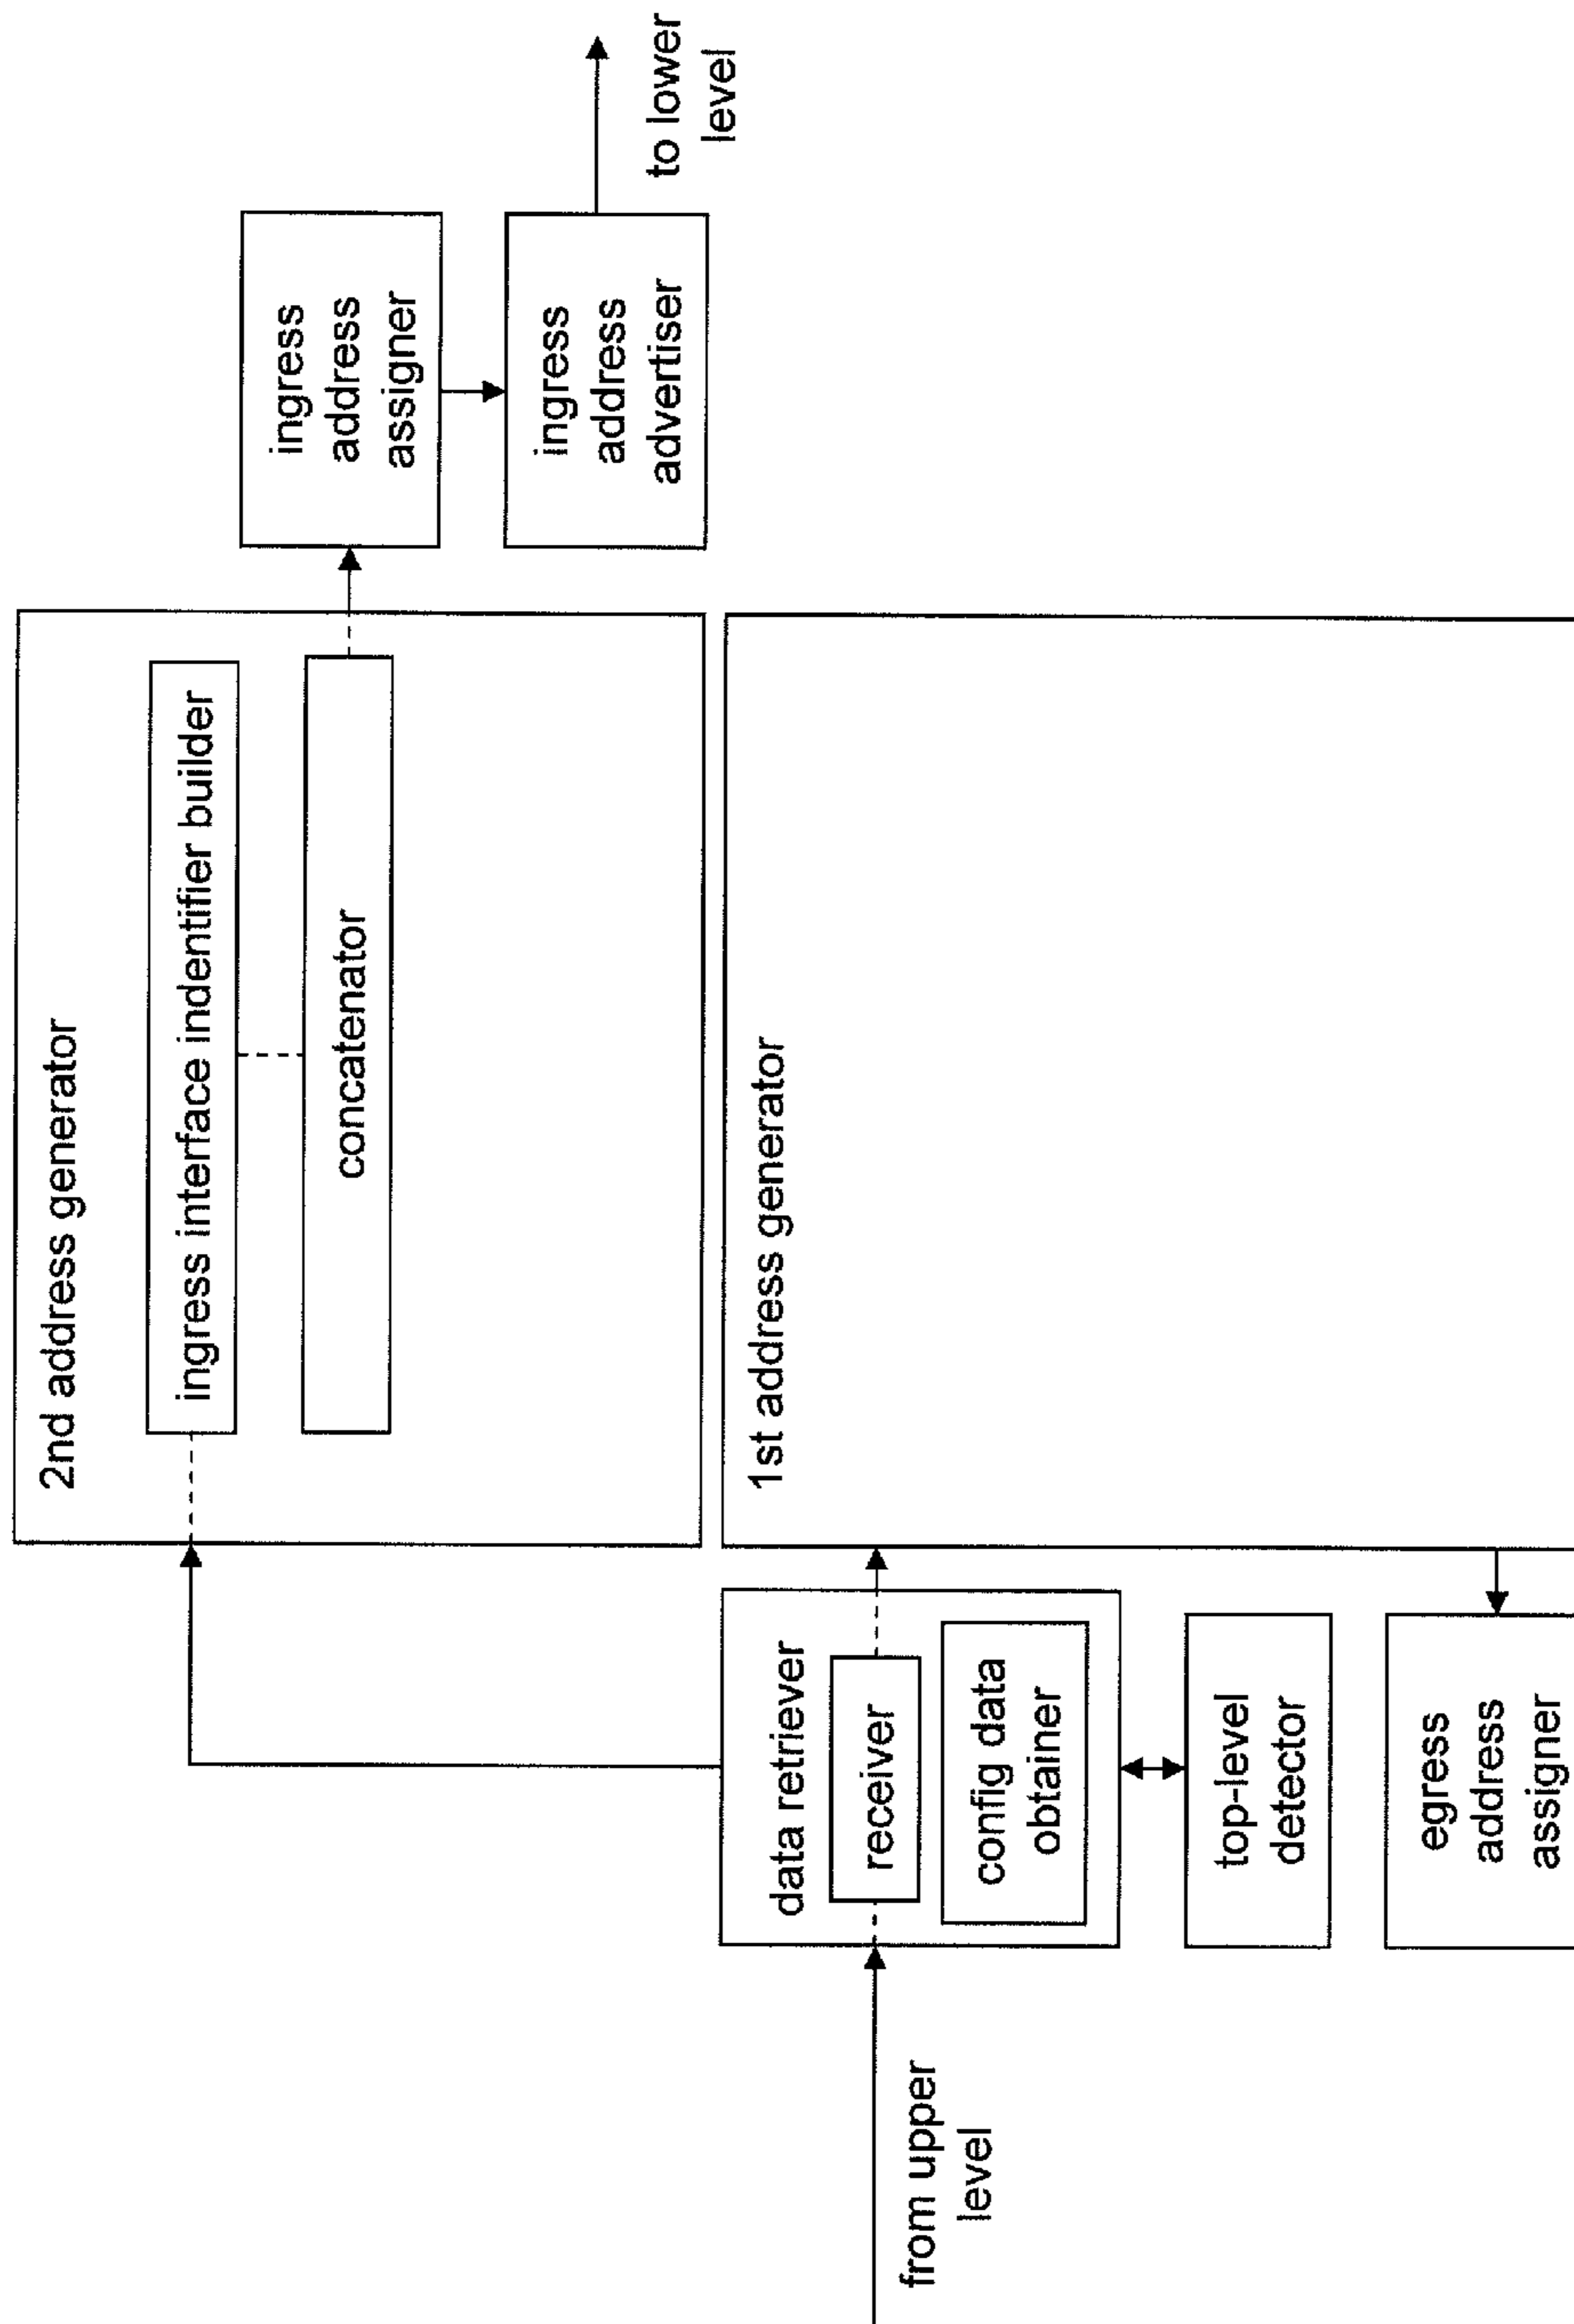 2nd address generator
ingress interface indentifier builder
concatenator
ingress
address
assigner
ingress
address
advertiser
to lower
level
1st address generator
data retriever
receiver
config data
obtainer
top-level
detector
egress
address
assigner
from upper
level